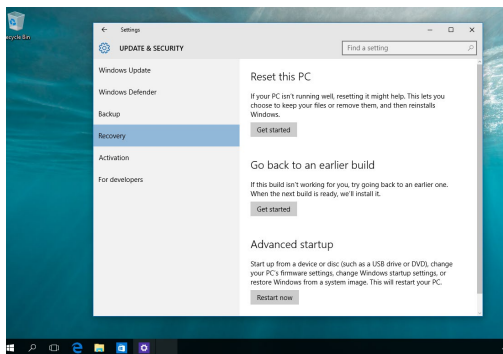 Recycle Bin
Settings
UPDATE & SECURITY
Find a setting
Windows Update
Windows Defender
Backup
Recovery
Activation
For developers
Reset this PC
If your PC isn't running well, resetting it might help. This lets you
choose to keep your files or remove them, and then reinstalls
Windows.
Get started
Go back to an earlier build
If this build isn't working for you, try going back to an earlier one.
When the next build is ready, we'll install it.
Get started
Advanced startup
Start up from a device or disc (such as a USB drive or DVD), change
your PC's firmware settings, change Windows startup settings, or
restore Windows from a system image. This will restart your PC.
Restart now